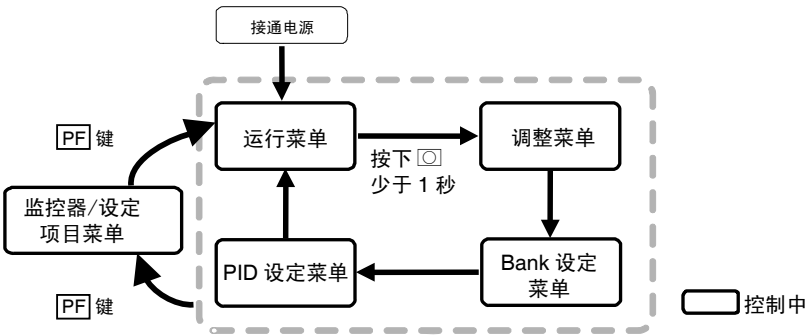 接通电源
PF 键
运行菜单
调整菜单
按下
少于 1 秒
监控器/设定
项目菜单
PID 设定菜单
Bank 设定
菜单
PF 键
控制中